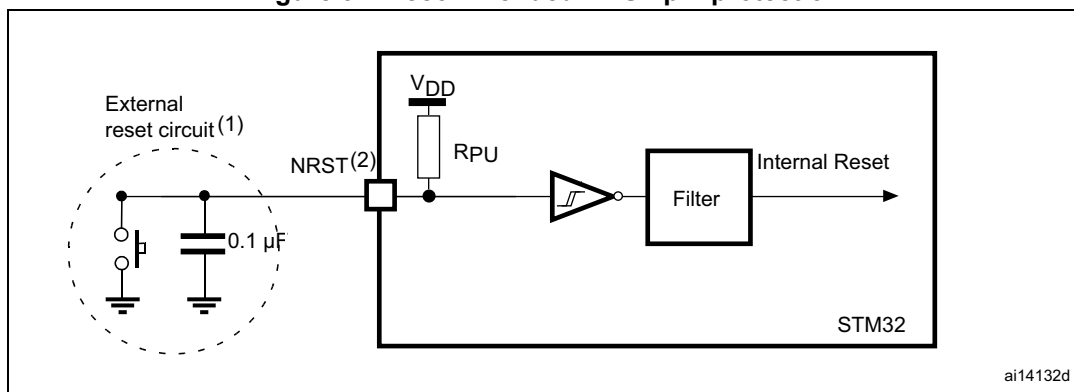 External
reset circuit(1)
VDD
NRST(2)
RPU
Internal Reset
Filter
0.1 µF
STM32
ai14132d